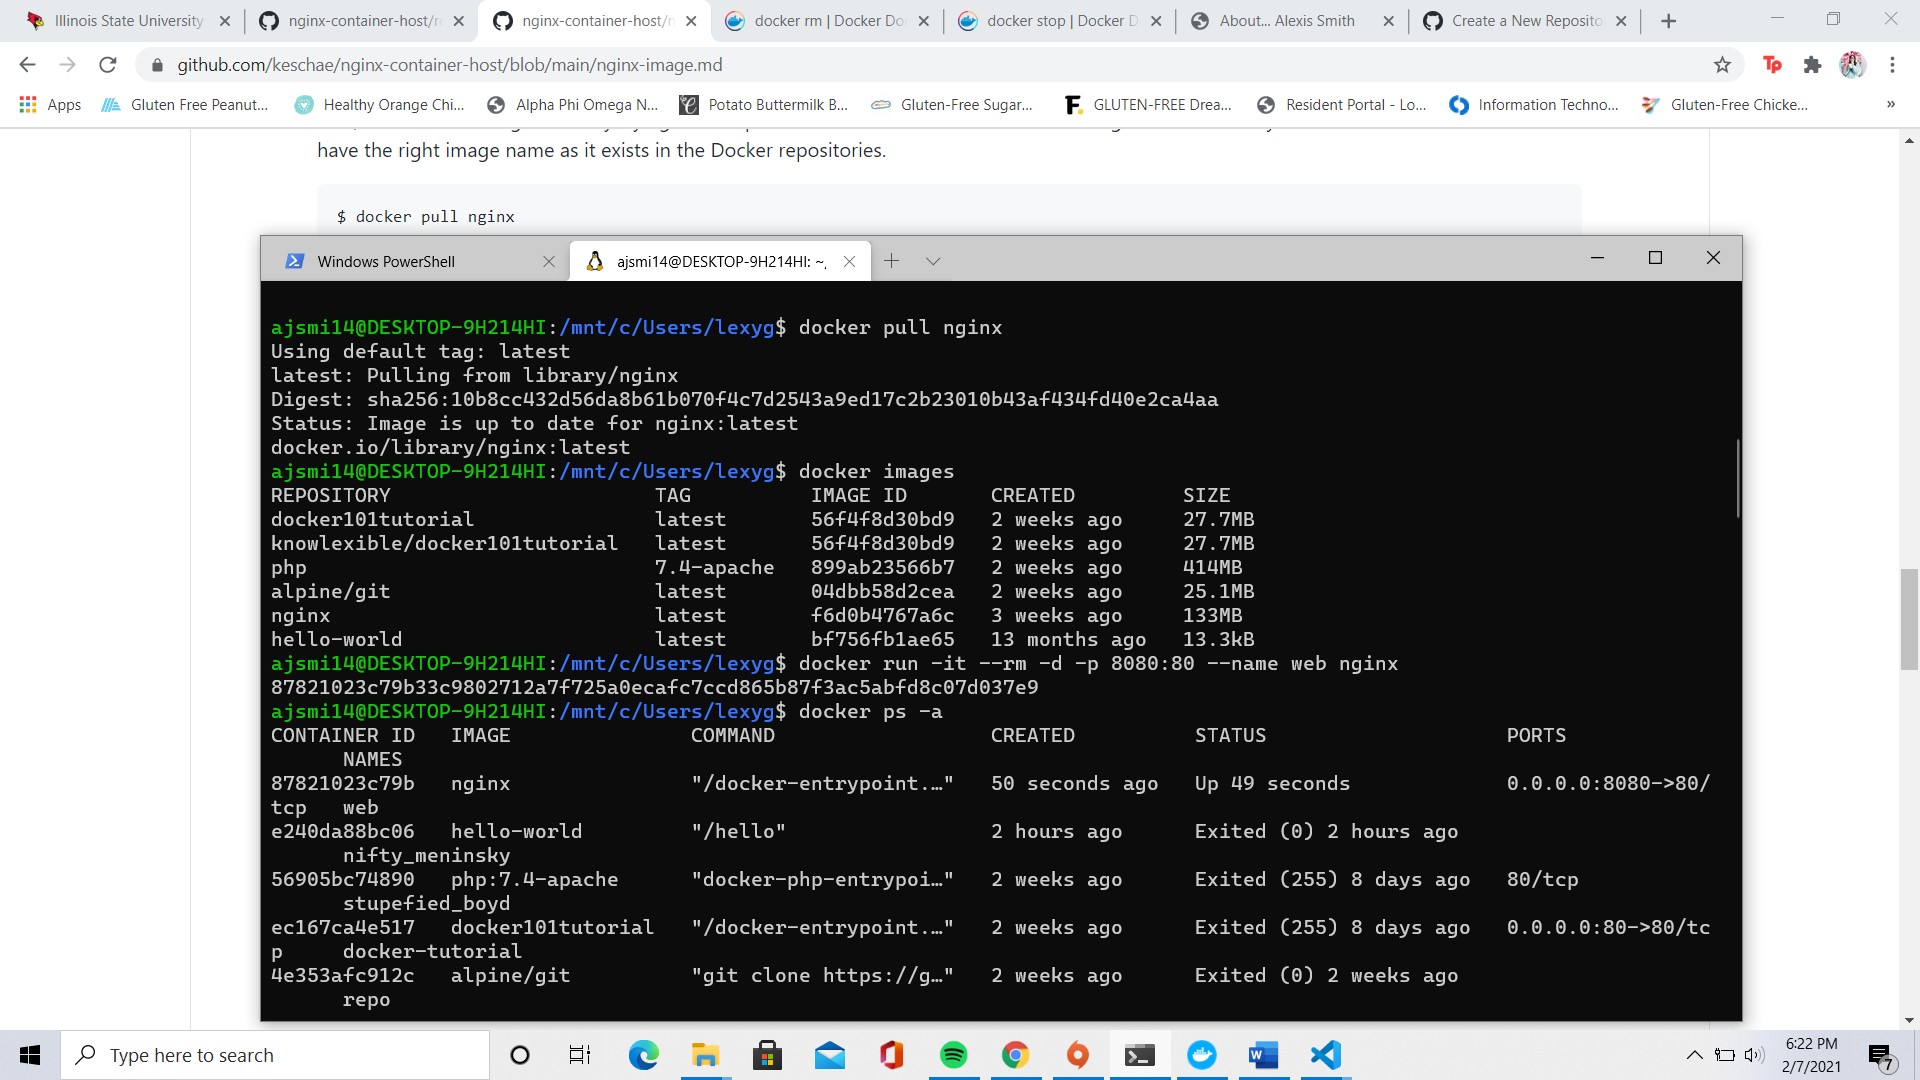 Illinois State University
nginx-container-host/re
nginx-container-host/n
docker rm | Docker Do
docker stop | Docker D
About... Alexis Smith
Create a New Reposito
github.com/keschae/nginx-container-host/blob/main/nginx-image.md
Apps
Gluten Free Peanut...
Healthy Orange Chi...
Alpha Phi Omega N...
Potato Buttermilk B...
Gluten-Free Sugar...
GLUTEN-FREE Drea...
Resident Portal - Lo...
Information Techno...
Gluten-Free Chicke...
»
have the right image name as it exists in the Docker repositories.
$ docker pull nginx
Windows PowerShell
ajsmi14@DESKTOP-9H214HI: ~,
ajsmi14@DESKTOP-9H214HI:/mnt/c/Users/lexyg$ docker pull nginx
Using default tag: latest
latest: Pulling from library/nginx
Digest: sha256:10b8cc432d56da8b61b070f4c7d2543a9ed17c2b23010b43af434fd40e2ca4aa
Status: Image is up to date for nginx:latest
docker.io/library/nginx:latest
ajsmi14@DESKTOP-9H214HI:/mnt/c/Users/lexyg$ docker images
REPOSITORY TAG IMAGE ID CREATED SIZE
docker101tutorial latest 56f4f8d30bd9 2 weeks ago 27.7MB
knowlexible/docker101tutorial latest 56f4f8d30bd9 2 weeks ago 27.7MB
php 7.4-apache 899ab23566b7 2 weeks ago 414MB
alpine/git latest 04dbb58d2cea 2 weeks ago 25.1MB
nginx latest f6d0b4767a6c 3 weeks ago 133MB
hello-world latest bf756fb1ae65 13 months ago 13.3kB
ajsmi14@DESKTOP-9H214HI:/mnt/c/Users/lexyg$ docker run -it --rm -d -p 8080:80 --name web nginx
87821023c79b33c9802712a7f725a0ecafc7ccd865b87f3ac5abfd8c07d037e9
ajsmi14@DESKTOP-9H214HI:/mnt/c/Users/lexyg$ docker ps -a
CONTAINER ID IMAGE COMMAND CREATED STATUS PORTS
NAMES
87821023c79b nginx "/docker-entrypoint.…" 50 seconds ago Up 49 seconds 0.0.0.0:8080->80/
tcp web
e240da88bc06 hello-world "/hello" 2 hours ago Exited (0) 2 hours ago
nifty_meninsky
56905bc74890 php:7.4-apache "docker-php-entrypoi…" 2 weeks ago Exited (255) 8 days ago 80/tcp
stupefied_boyd
ec167ca4e517 docker101tutorial "/docker-entrypoint.…" 2 weeks ago Exited (255) 8 days ago 0.0.0.0:80->80/tc
p docker-tutorial
4e353afc912c alpine/git "git clone https://g…" 2 weeks ago Exited (0) 2 weeks ago
repo
Type here to search
6:22 PM
2/7/2021
7